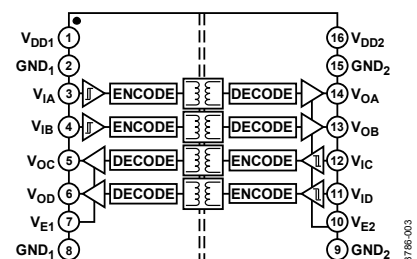 V_DD1 1 16 V_DD2
GND_1 2 15 GND_2
V_IA 3 ENCODE DECODE 14 V_OA
V_IB 4 ENCODE DECODE 13 V_OB
V_OC 5 DECODE ENCODE 12 V_IC
V_OD 6 DECODE ENCODE 11 V_ID
V_E1 7 10 V_E2
GND_1 8 9 GND_2